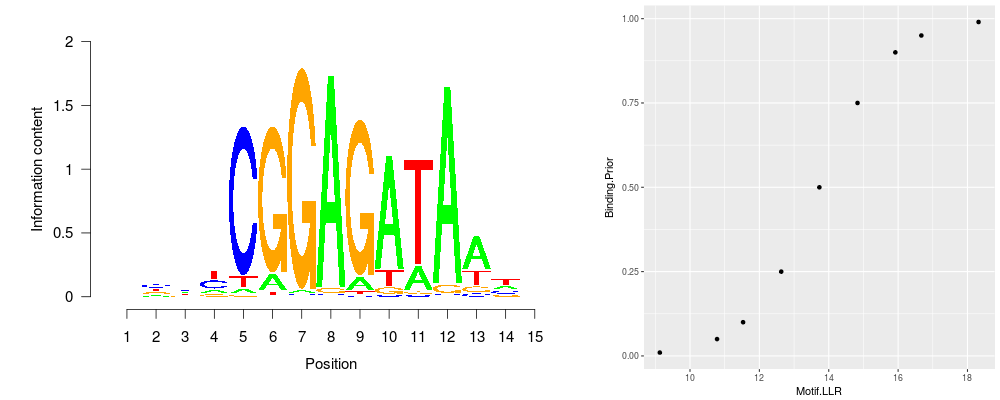 2
1.5
1
0.5
0
Information content
1 2 3 4 5 6 7 8 9 10 11 12 13 14 15
Position
C G G A G A T A A
T A A T A T T
1.00
0.75
0.50
0.25
0.00
Binding.Prior
10 12 14 16 18
Motif.LLR